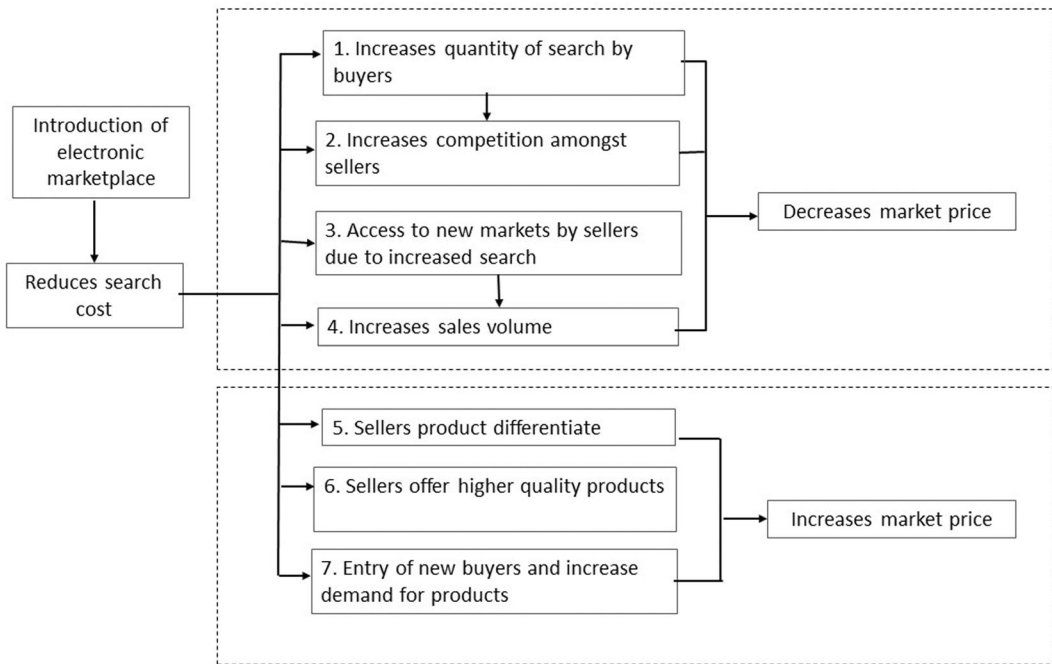 Introduction of
electronic
marketplace
Reduces search
cost
1. Increases quantity of search by
buyers
2. Increases competition amongst
sellers
3. Access to new markets by sellers
due to increased search
4. Increases sales volume
Decreases market price
5. Sellers product differentiate
6. Sellers offer higher quality products
7. Entry of new buyers and increase
demand for products
Increases market price